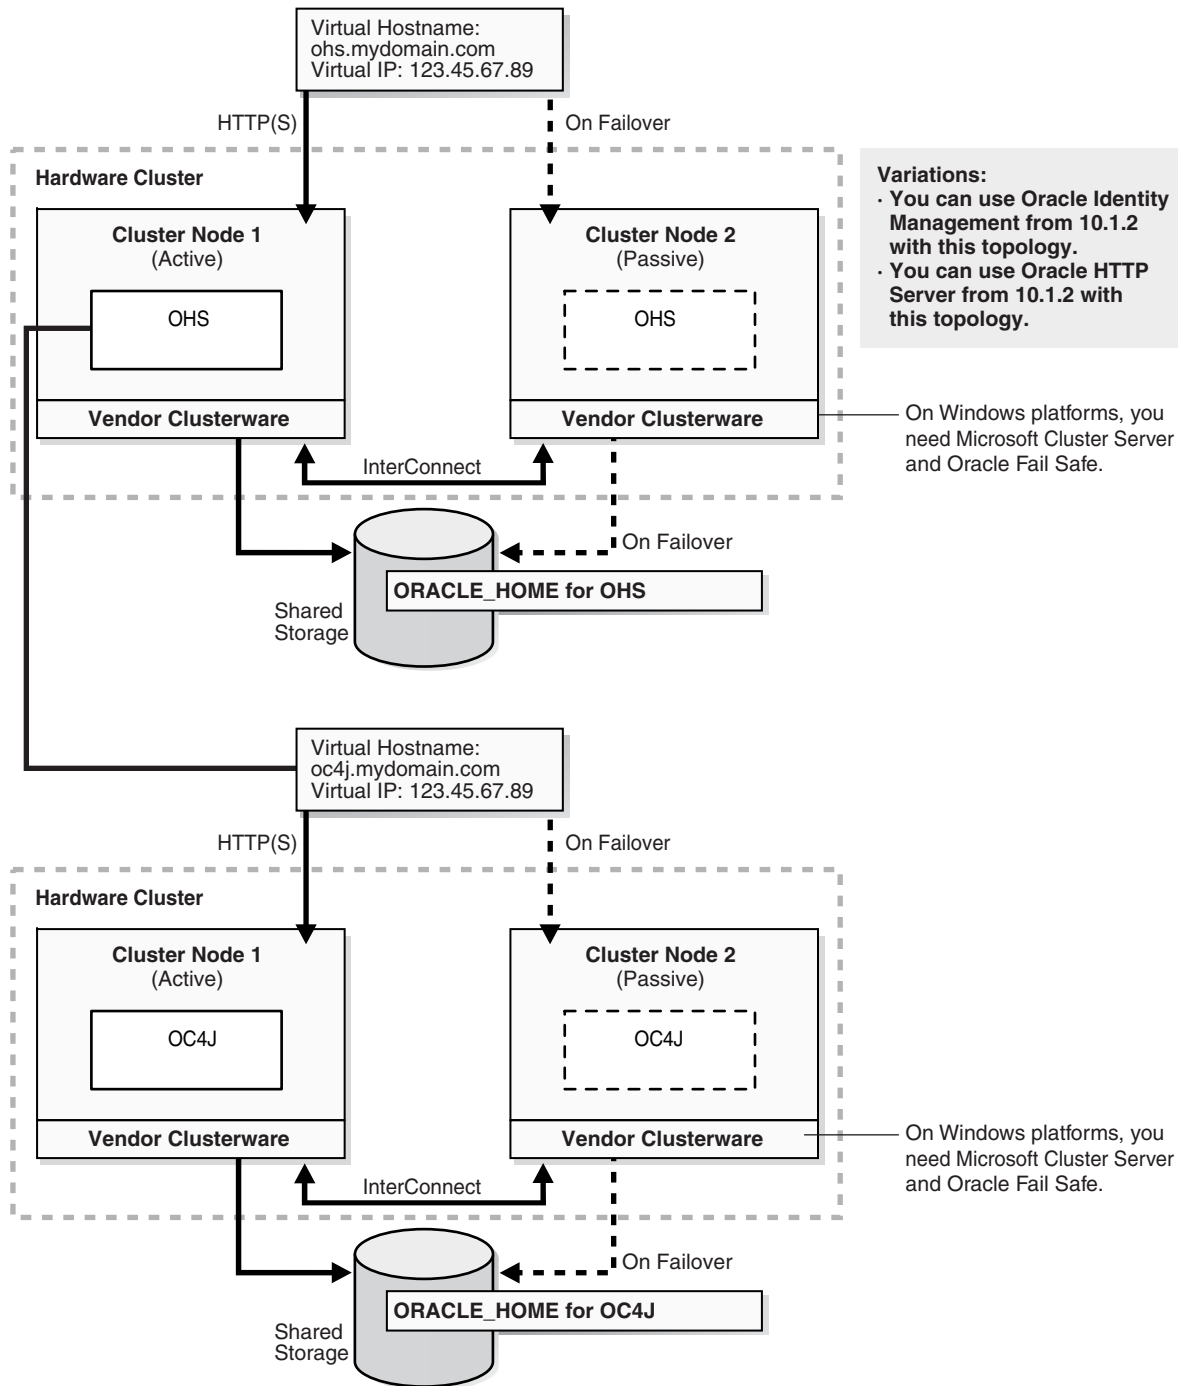 Virtual Hostname:
ohs.mydomain.com
Virtual IP: 123.45.67.89
HTTP(S)
On Failover
Hardware Cluster
Cluster Node 1
(Active)
OHS
Vendor Clusterware
Cluster Node 2
(Passive)
OHS
Vendor Clusterware
InterConnect
Variations:
· You can use Oracle Identity
Management from 10.1.2
with this topology.
· You can use Oracle HTTP
Server from 10.1.2 with
this topology.
On Windows platforms, you
need Microsoft Cluster Server
and Oracle Fail Safe.
On Failover
ORACLE_HOME for OHS
Shared
Storage
Virtual Hostname:
oc4j.mydomain.com
Virtual IP: 123.45.67.89
HTTP(S)
On Failover
Hardware Cluster
Cluster Node 1
(Active)
OC4J
Vendor Clusterware
Cluster Node 2
(Passive)
OC4J
Vendor Clusterware
InterConnect
On Windows platforms, you
need Microsoft Cluster Server
and Oracle Fail Safe.
On Failover
ORACLE_HOME for OC4J
Shared
Storage